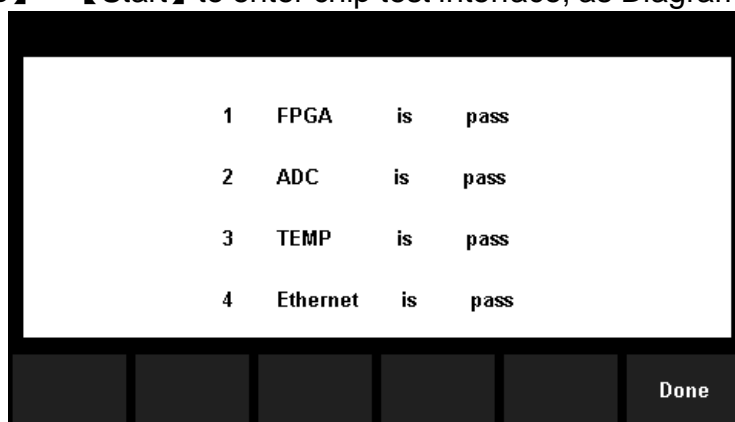 【Start】 to enter chip test interface, as Diagram
1 FPGA is pass
2 ADC is pass
3 TEMP is pass
4 Ethernet is pass
Done